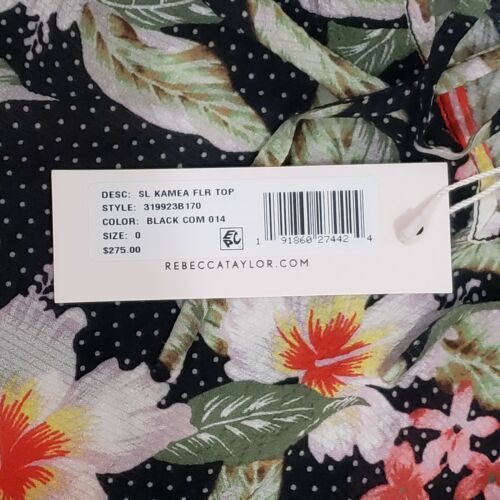 DESC: SL KAMEA FLR TOP
STYLE: 319923B170
COLOR: BLACK COM 014
SIZE: 0
$275.00
1 91860 27442 4
REBECCATAYLOR.COM